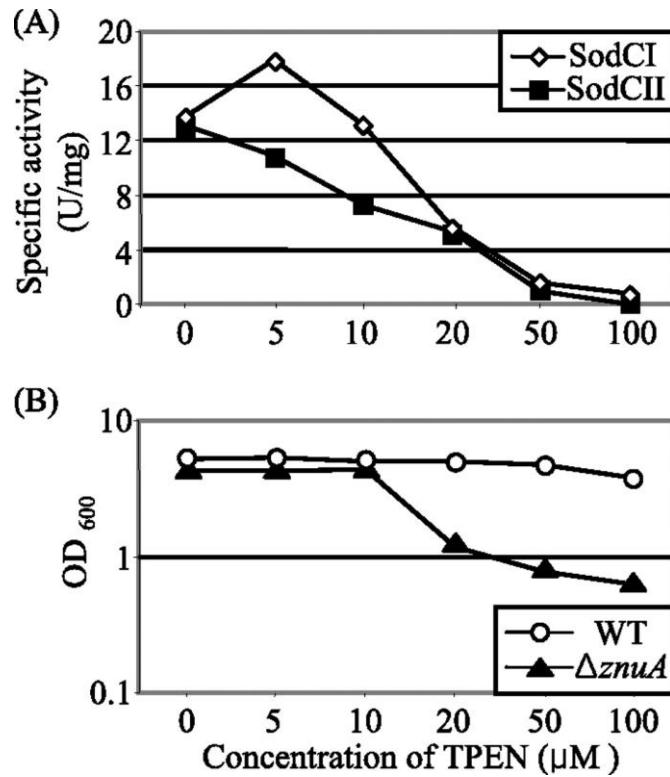 (A)
Specific activity
(U/mg)
20
16
12
8
4
0
SodCI
SodCII
0 5 10 20 50 100
(B)
OD 600
10
1
0.1
WT
ΔznuA
0 5 10 20 50 100
Concentration of TPEN (μM )